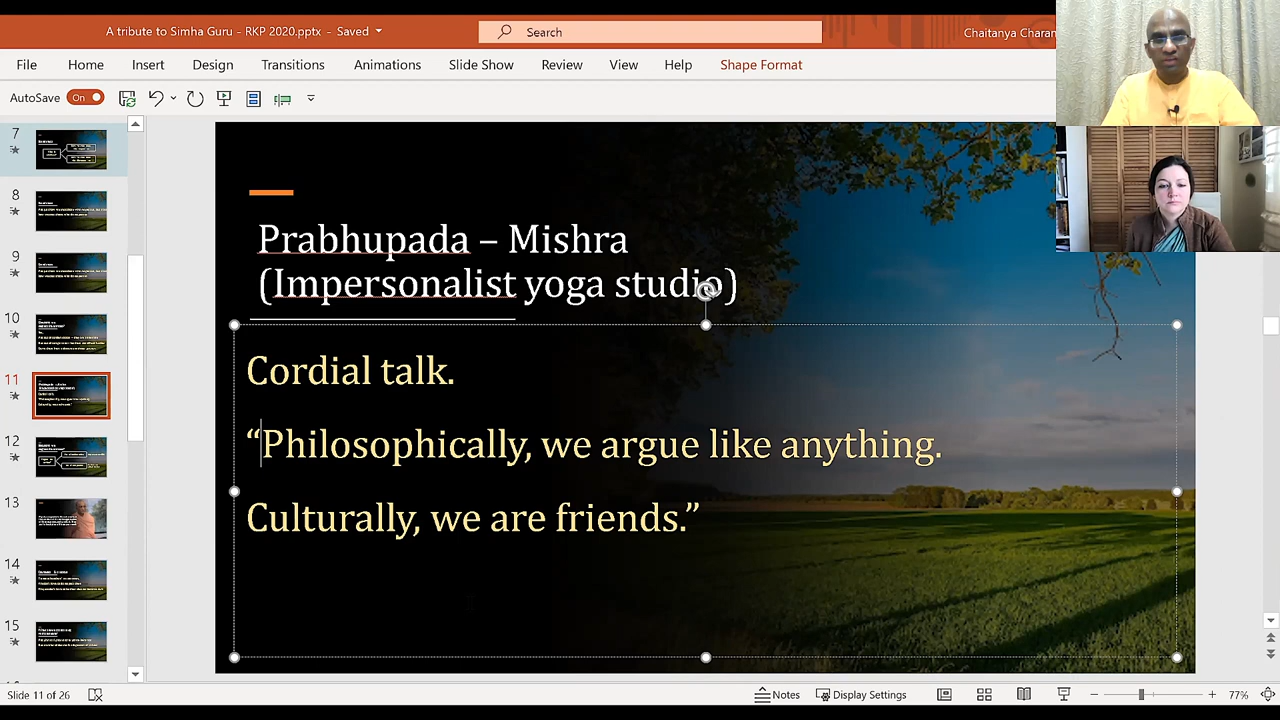 A tribute to Simha Guru - RKP 2020.pptx - Saved
Search
Chaitanya Charan
File Home Insert Design Transitions Animations Slide Show Review View Help Shape Format
AutoSave On
7
8
9
10
11
12
13
14
15
Prabhupada – Mishra
(Impersonalist yoga studio)
Cordial talk.
“Philosophically, we argue like anything.
Culturally, we are friends.”
Slide 11 of 26
Notes Display Settings 77%